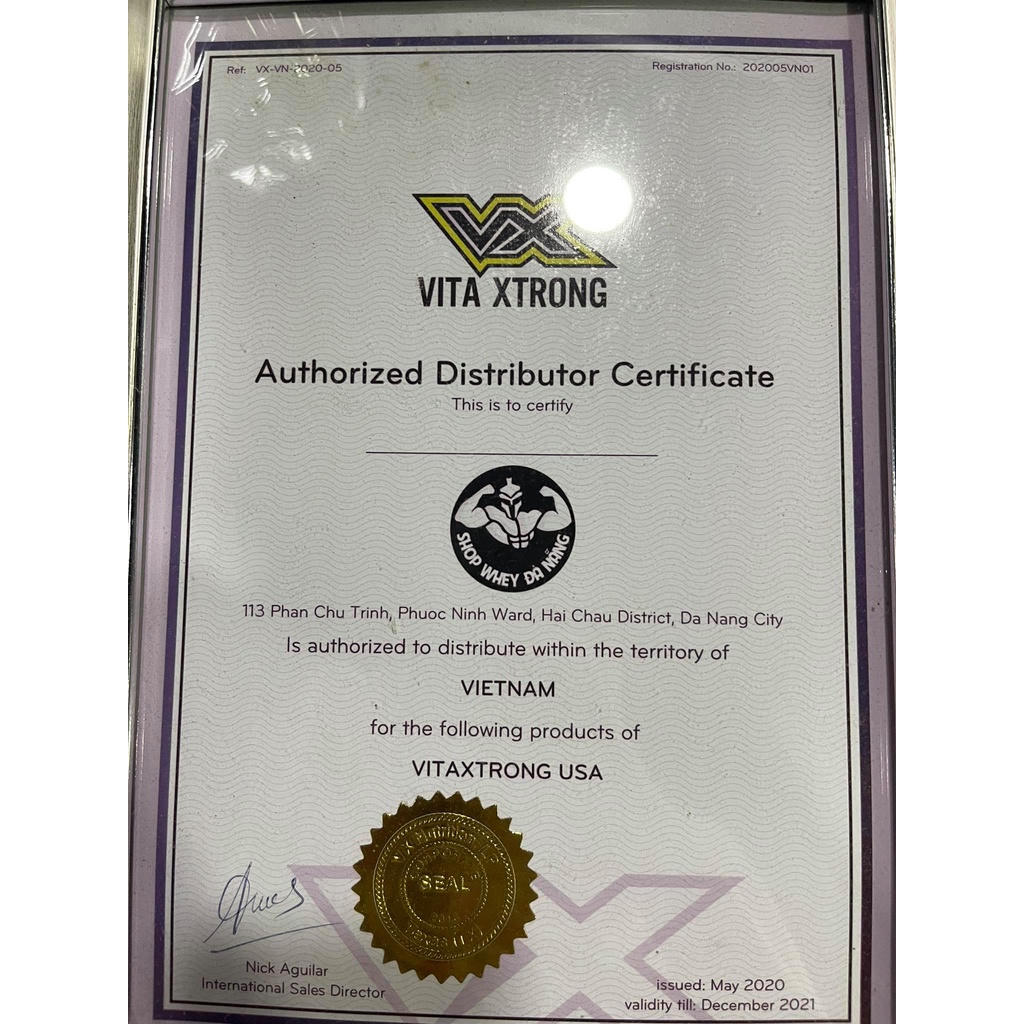 Ref: VX-VN-2020-05
Registration No.: 202005VN01
VX
VITA XTRONG
Authorized Distributor Certificate
This is to certify
SHOP WHEY ĐÀ NẴNG
113 Phan Chu Trinh, Phuoc Ninh Ward, Hai Chau District, Da Nang City
Is authorized to distribute within the territory of
VIETNAM
for the following products of
VITAXTRONG USA
VX Nutrition
SEAL
Nick Aguilar
International Sales Director
issued: May 2020
validity till: December 2021